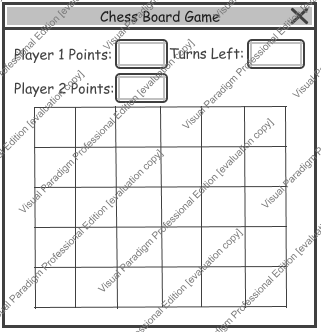 Chess Board Game
Player 1 Points:
Turns Left:
Player 2 Points:
Visual Paradigm Professional Edition [evaluation copy]